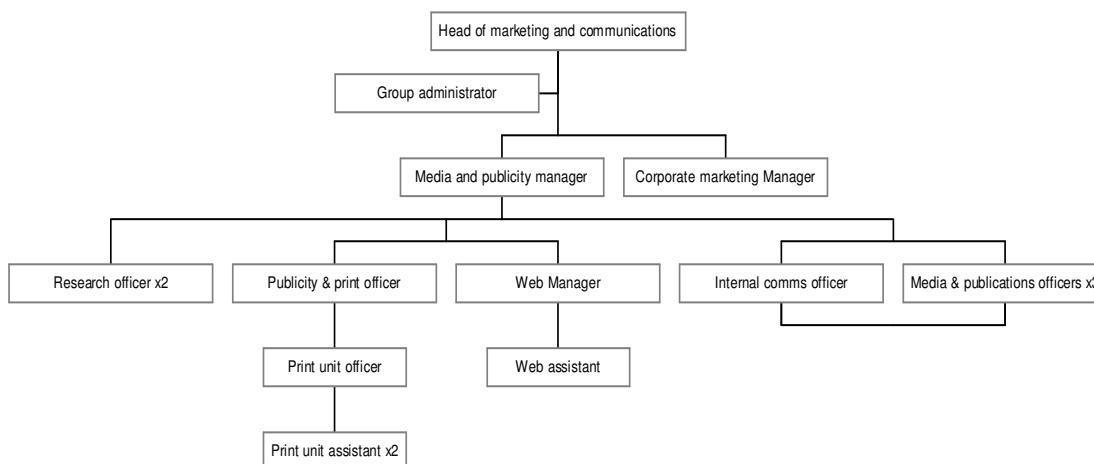 Head of marketing and communications
Group administrator
Media and publicity manager
Corporate marketing Manager
Research officer x2
Publicity & print officer
Web Manager
Internal comms officer
Media & publications officers x3
Print unit officer
Web assistant
Print unit assistant x2